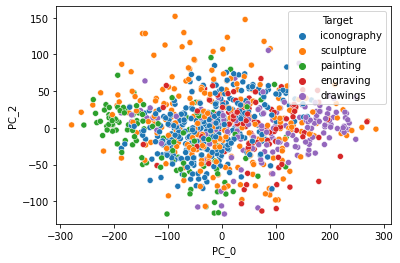 Target
iconography
sculpture
painting
engraving
drawings
150
100
50
0
−50
−100
PC_2
−300
−200
−100
0
100
200
300
PC_0